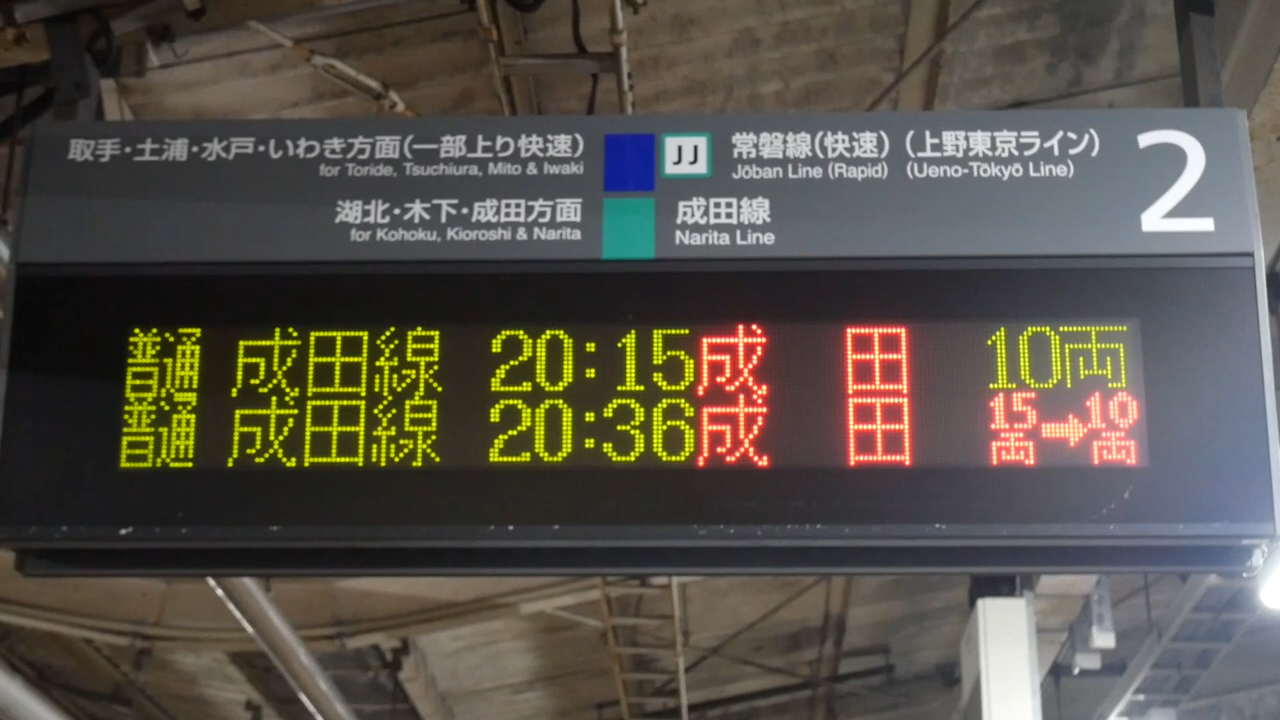 取手・土浦・水戸・いわき方面(一部上り快速) JJ 常磐線(快速) (上野東京ライン) 2
for Toride, Tsuchiura, Mito & Iwaki Jōban Line (Rapid) (Ueno-Tōkyō Line)
湖北・木下・成田方面 成田線
for Kohoku, Kioroshi & Narita Narita Line
普通 成田線 20:15 成田 10両
普通 成田線 20:36 成田 15両➡10両